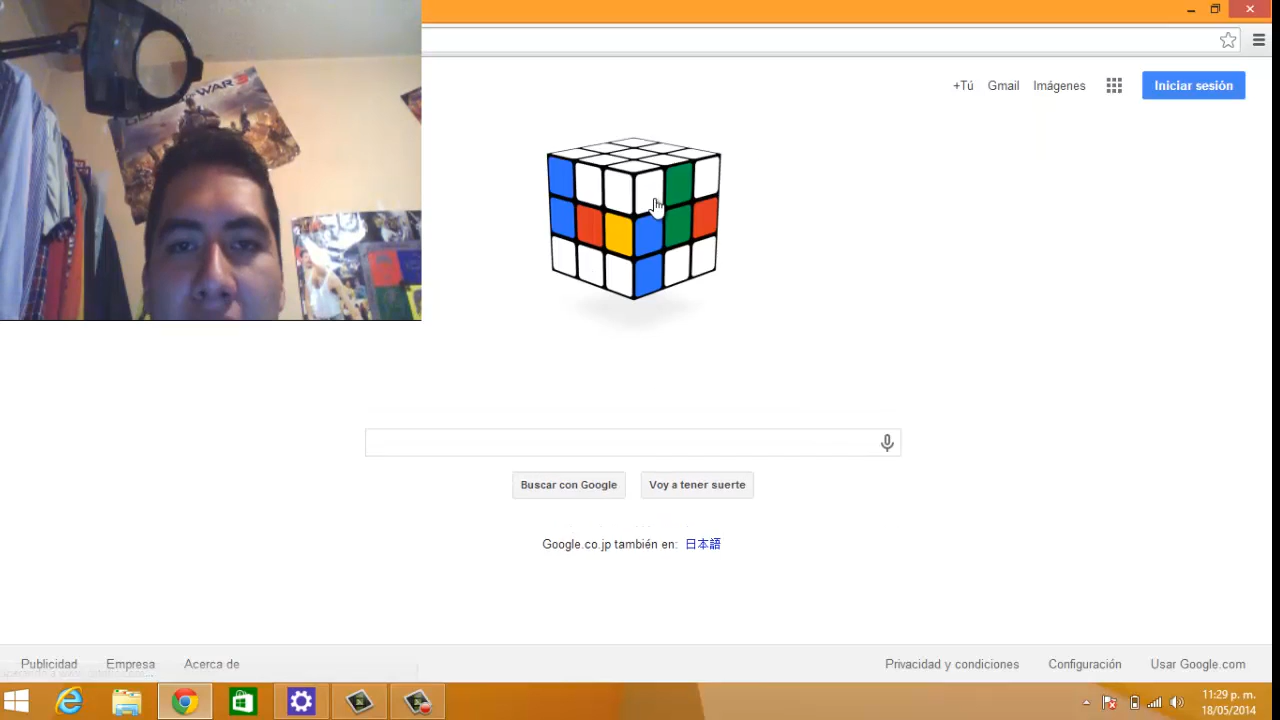 WAR 3
+Tú Gmail Imágenes Iniciar sesión
Buscar con Google Voy a tener suerte
Google.co.jp también en: 日本語
Publicidad Empresa Acerca de Privacidad y condiciones Configuración Usar Google.com
11:29 p. m.
18/05/2014